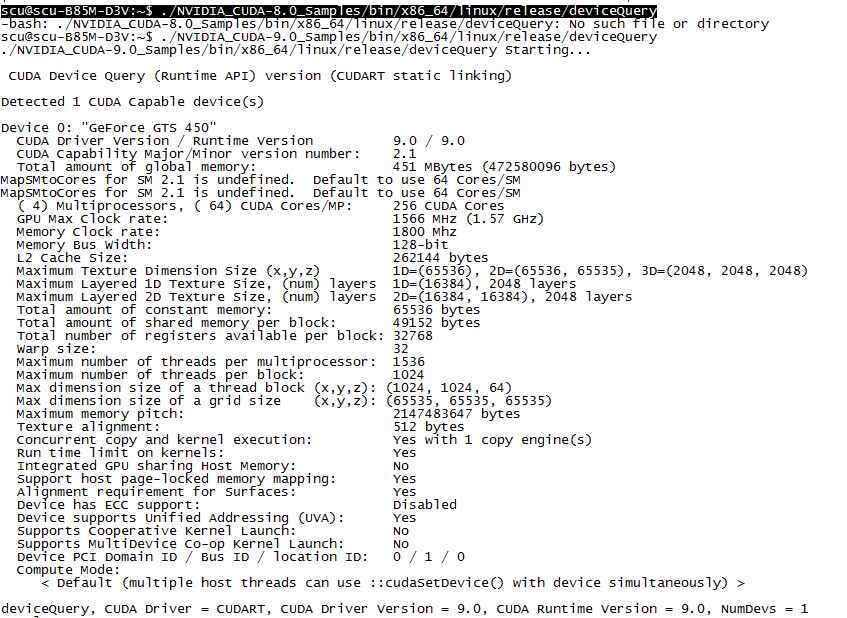 scu@scu-B85M-D3V:~$ ./NVIDIA_CUDA-8.0_Samples/bin/x86_64/linux/release/deviceQuery
-bash: ./NVIDIA_CUDA-8.0_Samples/bin/x86_64/linux/release/deviceQuery: No such file or directory
scu@scu-B85M-D3V:~$ ./NVIDIA_CUDA-9.0_Samples/bin/x86_64/linux/release/deviceQuery
./NVIDIA_CUDA-9.0_Samples/bin/x86_64/linux/release/deviceQuery Starting...
CUDA Device Query (Runtime API) version (CUDART static linking)
Detected 1 CUDA Capable device(s)
Device 0: "GeForce GTS 450"
CUDA Driver Version / Runtime Version 9.0 / 9.0
CUDA Capability Major/Minor version number: 2.1
Total amount of global memory: 451 MBytes (472580096 bytes)
MapSMtoCores for SM 2.1 is undefined. Default to use 64 Cores/SM
MapSMtoCores for SM 2.1 is undefined. Default to use 64 Cores/SM
( 4) Multiprocessors, ( 64) CUDA Cores/MP: 256 CUDA Cores
GPU Max Clock rate: 1566 MHz (1.57 GHz)
Memory Clock rate: 1800 Mhz
Memory Bus Width: 128-bit
L2 Cache Size: 262144 bytes
Maximum Texture Dimension Size (x,y,z) 1D=(65536), 2D=(65536, 65535), 3D=(2048, 2048, 2048)
Maximum Layered 1D Texture Size, (num) layers 1D=(16384), 2048 layers
Maximum Layered 2D Texture Size, (num) layers 2D=(16384, 16384), 2048 layers
Total amount of constant memory: 65536 bytes
Total amount of shared memory per block: 49152 bytes
Total number of registers available per block: 32768
Warp size: 32
Maximum number of threads per multiprocessor: 1536
Maximum number of threads per block: 1024
Max dimension size of a thread block (x,y,z): (1024, 1024, 64)
Max dimension size of a grid size (x,y,z): (65535, 65535, 65535)
Maximum memory pitch: 2147483647 bytes
Texture alignment: 512 bytes
Concurrent copy and kernel execution: Yes with 1 copy engine(s)
Run time limit on kernels: Yes
Integrated GPU sharing Host Memory: No
Support host page-locked memory mapping: Yes
Alignment requirement for Surfaces: Yes
Device has ECC support: Disabled
Device supports Unified Addressing (UVA): Yes
Supports Cooperative Kernel Launch: No
Supports MultiDevice Co-op Kernel Launch: No
Device PCI Domain ID / Bus ID / location ID: 0 / 1 / 0
Compute Mode:
< Default (multiple host threads can use ::cudaSetDevice() with device simultaneously) >
deviceQuery, CUDA Driver = CUDART, CUDA Driver Version = 9.0, CUDA Runtime Version = 9.0, NumDevs = 1